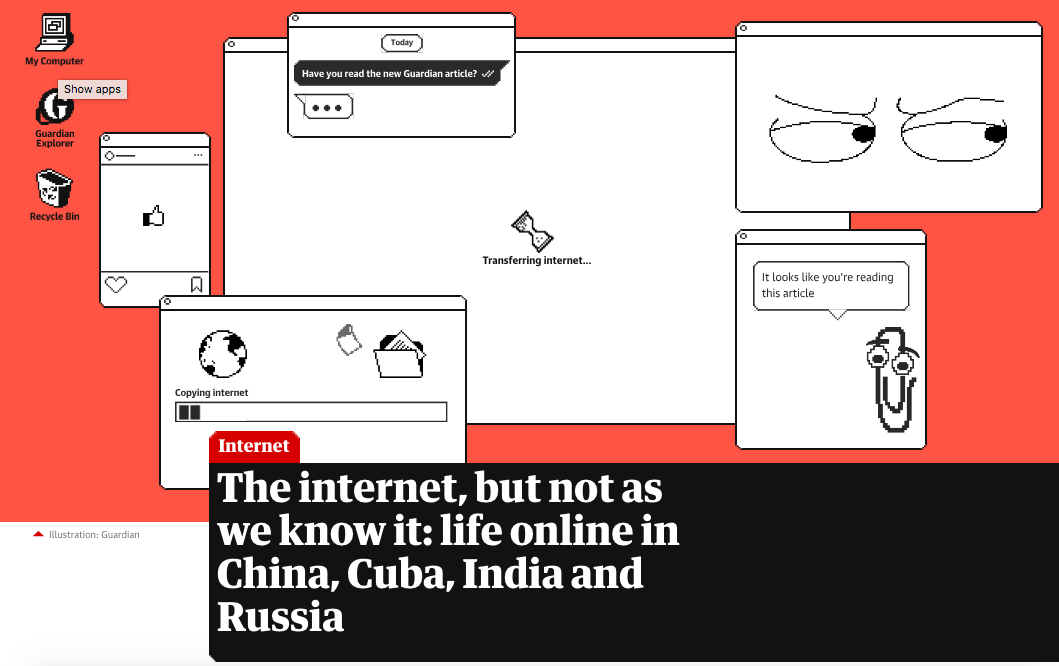 My Computer
Show apps
G
Guardian
Explorer
Recycle Bin
Today
Have you read the new Guardian article?
Transferring internet...
It looks like you're reading
this article
Copying internet
Internet
The internet, but not as
we know it: life online in
China, Cuba, India and
Russia
Illustration: Guardian